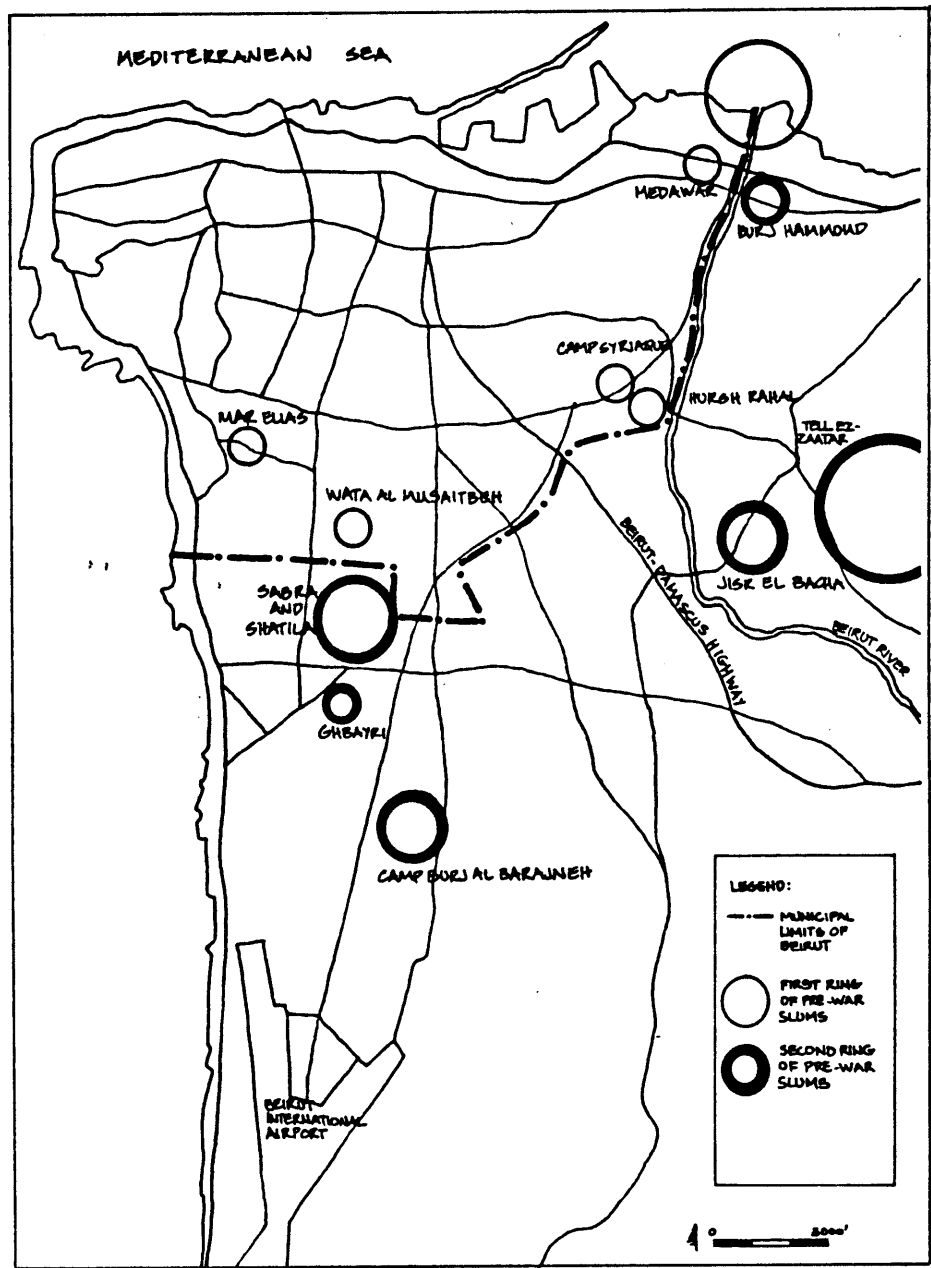 MEDITERRANEAN SEA
MEDAWAR
BURJ HAMMOUD
CAMP SYRIAQUE
HURSH RAHAL
MAR ELIAS
TELL EZ-
ZAATAR
WATA AL MUSAITBEH
BEIRUT-DAMASCUS HIGHWAY
SABRA
AND
SHATILA
JISR EL BACHA
BEIRUT RIVER
GHBAYRI
CAMP BURJ AL BARAJNEH
LEGEND:
MUNICIPAL
LIMITS OF
BEIRUT
FIRST RING
OF PRE-WAR
SLUMS
SECOND RING
OF PRE-WAR
SLUMS
BEIRUT
INTERNATIONAL
AIRPORT
0